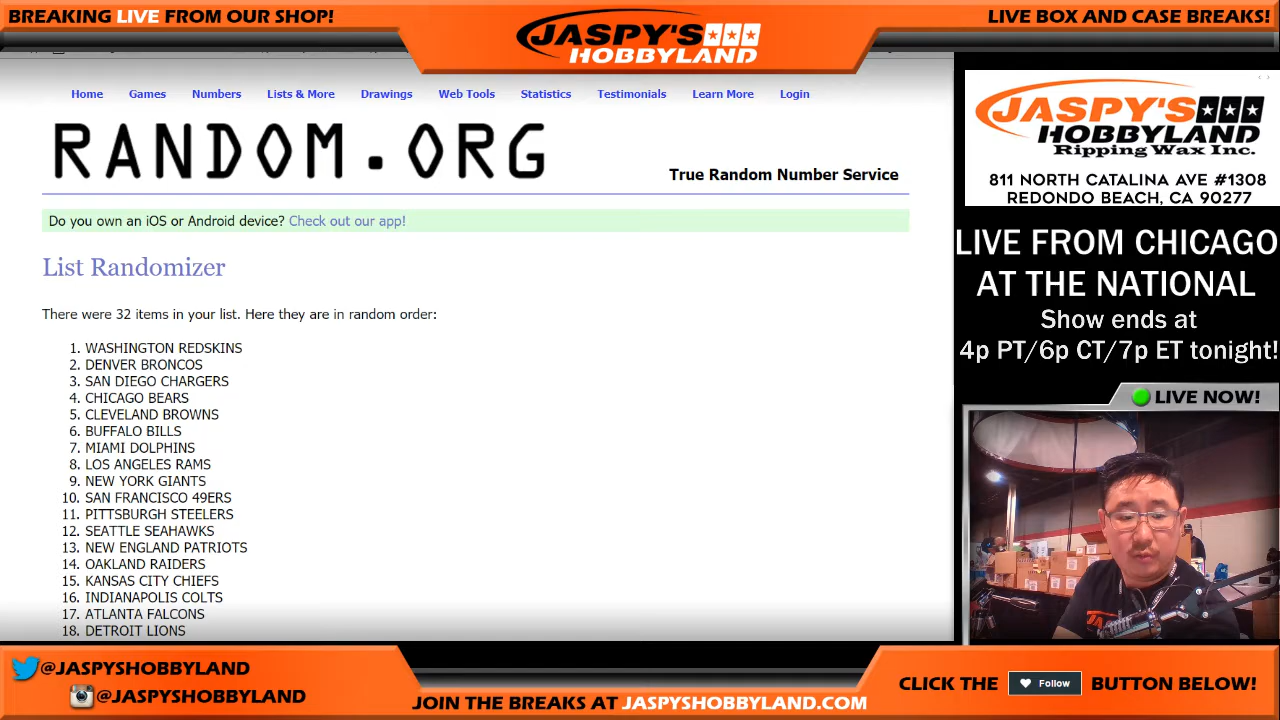 BREAKING LIVE FROM OUR SHOP!
JASPY'S
HOBBYLAND
LIVE BOX AND CASE BREAKS!
Home Games Numbers Lists & More Drawings Web Tools Statistics Testimonials Learn More Login
RANDOM.ORG
True Random Number Service
Do you own an iOS or Android device? Check out our app!
List Randomizer
There were 32 items in your list. Here they are in random order:
1. WASHINGTON REDSKINS
2. DENVER BRONCOS
3. SAN DIEGO CHARGERS
4. CHICAGO BEARS
5. CLEVELAND BROWNS
6. BUFFALO BILLS
7. MIAMI DOLPHINS
8. LOS ANGELES RAMS
9. NEW YORK GIANTS
10. SAN FRANCISCO 49ERS
11. PITTSBURGH STEELERS
12. SEATTLE SEAHAWKS
13. NEW ENGLAND PATRIOTS
14. OAKLAND RAIDERS
15. KANSAS CITY CHIEFS
16. INDIANAPOLIS COLTS
17. ATLANTA FALCONS
18. DETROIT LIONS
JASPY'S
HOBBYLAND
Ripping Wax Inc.
811 NORTH CATALINA AVE #1308
REDONDO BEACH, CA 90277
LIVE FROM CHICAGO
AT THE NATIONAL
Show ends at
4p PT/6p CT/7p ET tonight!
LIVE NOW!
@JASPYSHOBBYLAND
@JASPYSHOBBYLAND
JOIN THE BREAKS AT JASPYSHOBBYLAND.COM
CLICK THE Follow BUTTON BELOW!